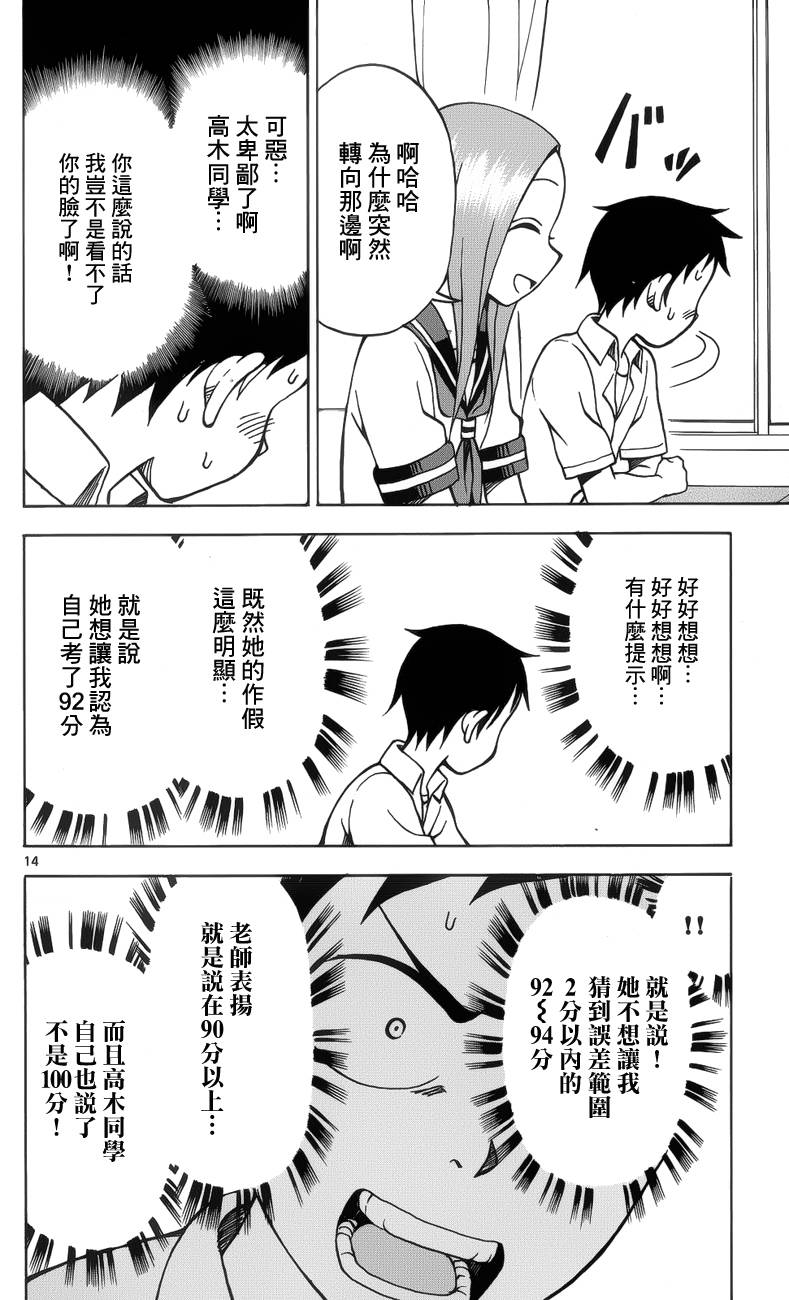 啊哈哈
為什麼突然
轉向那邊啊
バッ
可惡…
太卑鄙了啊
高木同學…
你這麼說的話
我豈不是看不了
你的臉了啊！
好好想想…
好好想想啊…
有什麼提示…
既然她的作假
這麼明顯…
就是說
她想讓我認為
自己考了92分
14
!!
就是說！
她不想讓我
猜到誤差範圍
2分以內的
92～94分
老師表揚
就是說在90分以上…
而且高木同學
自己也說了
不是100分！